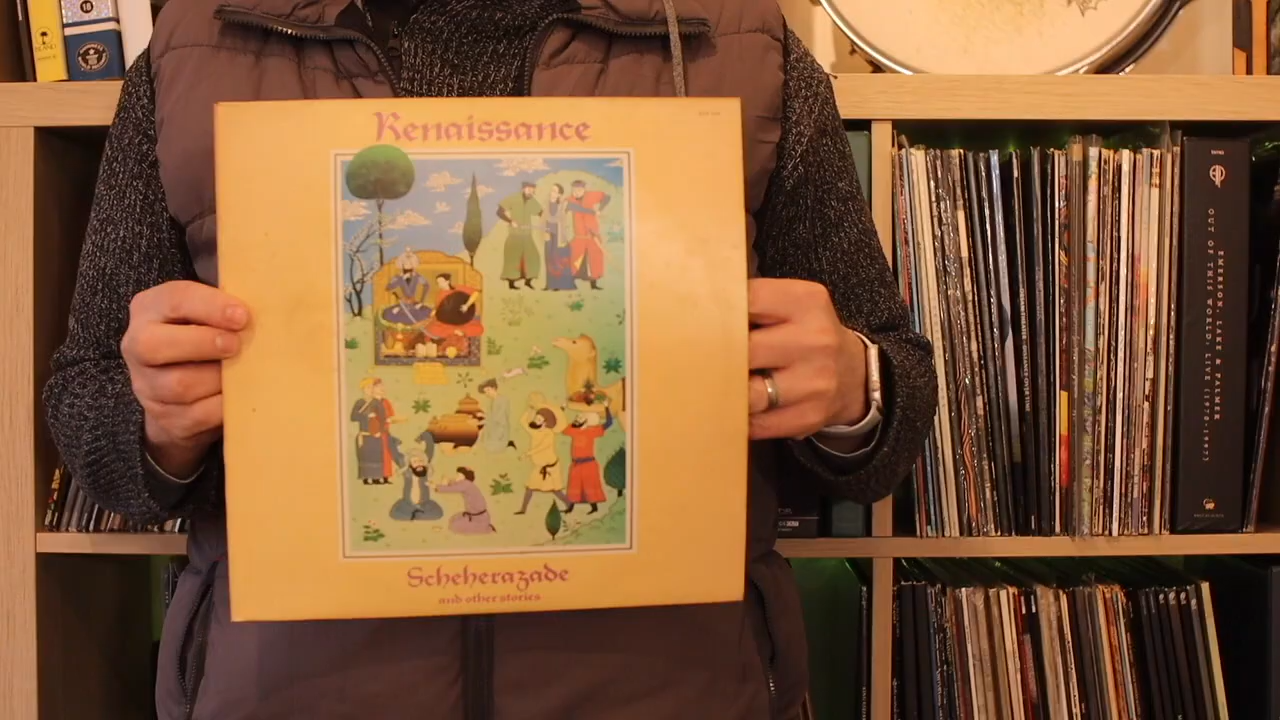 Renaissance
Scheherazade
and other stories
EMERSON, LAKE & PALMER
OUT OF THIS WORLD: LIVE (1970-1997)